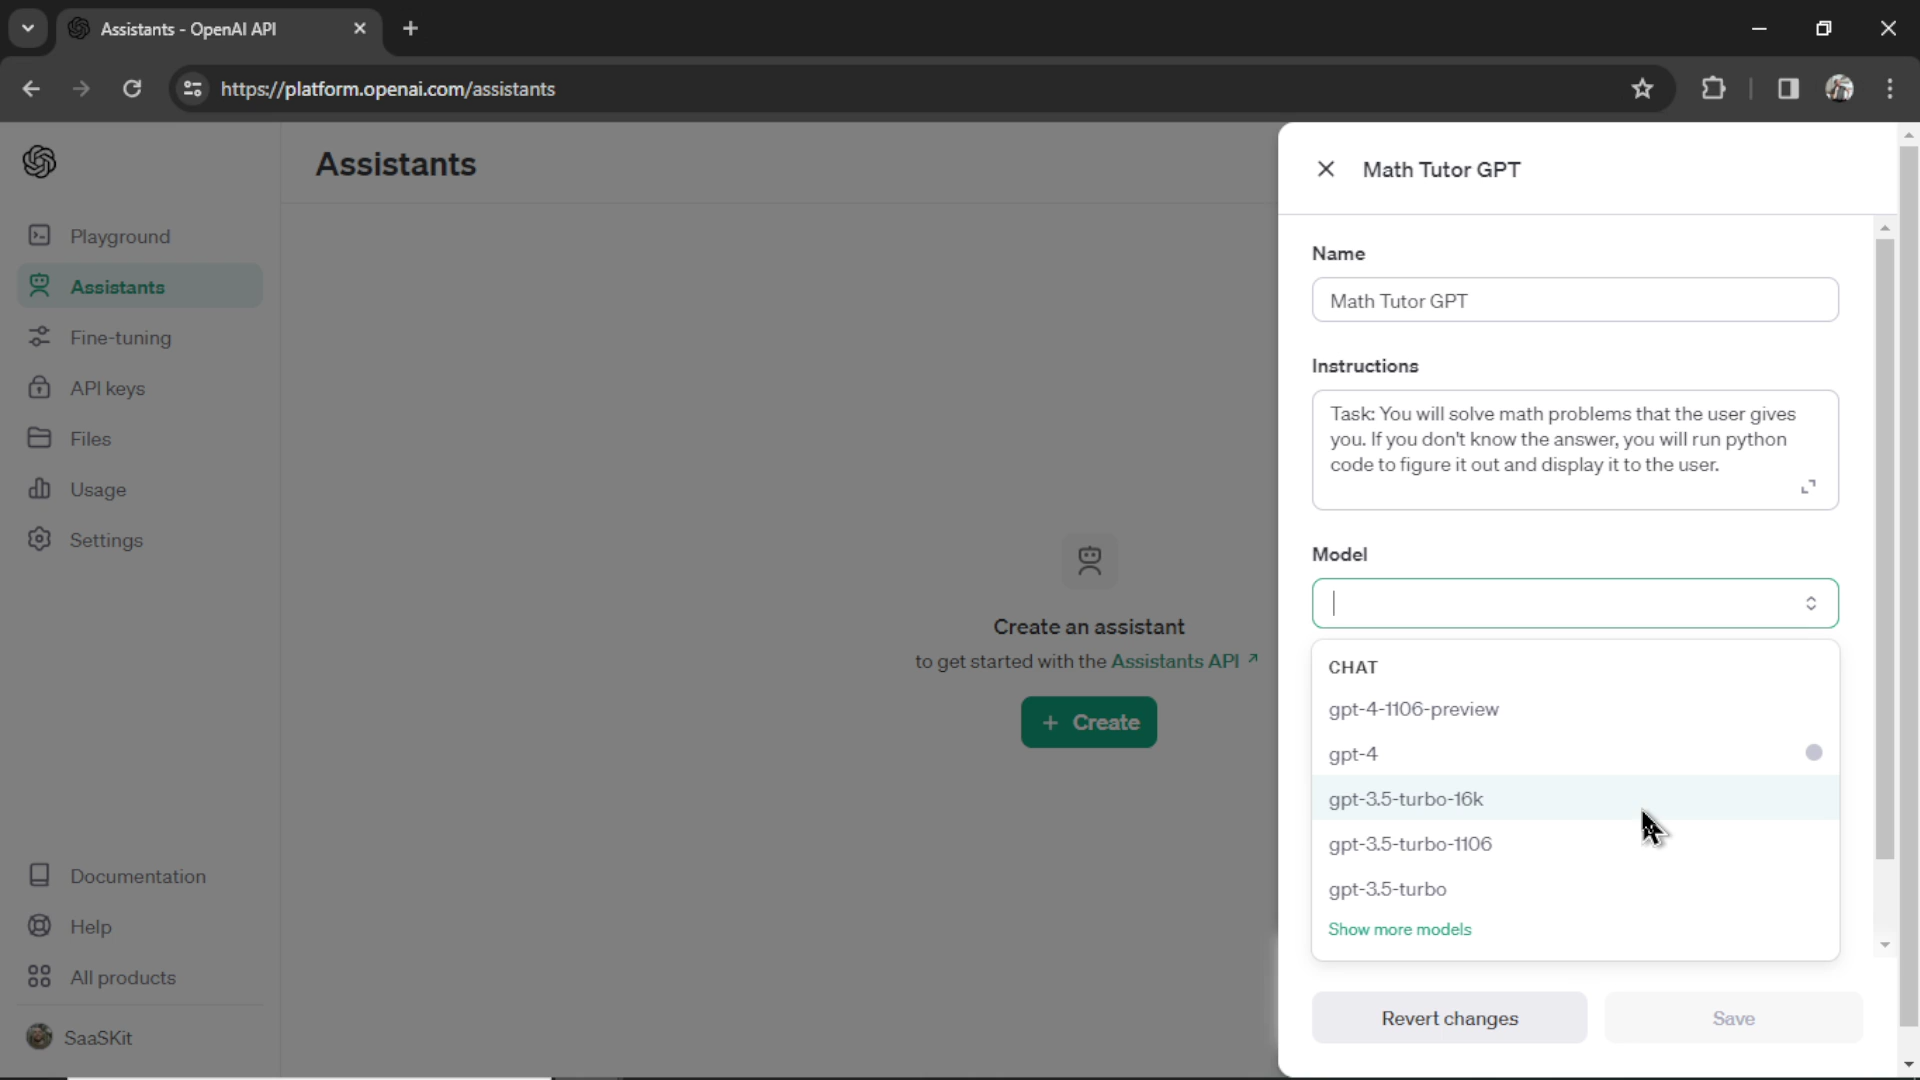 Assistants - OpenAI API
https://platform.openai.com/assistants
Playground
Assistants
Fine-tuning
API keys
Files
Usage
Settings
Documentation
Help
All products
SaaSKit
Assistants
Create an assistant
to get started with the Assistants API
Create
Math Tutor GPT
Name
Math Tutor GPT
Instructions
Task: You will solve math problems that the user gives
you. If you don't know the answer, you will run python
code to figure it out and display it to the user.
Model
CHAT
gpt-4-1106-preview
gpt-4
gpt-3.5-turbo-16k
gpt-3.5-turbo-1106
gpt-3.5-turbo
Show more models
Revert changes
Save